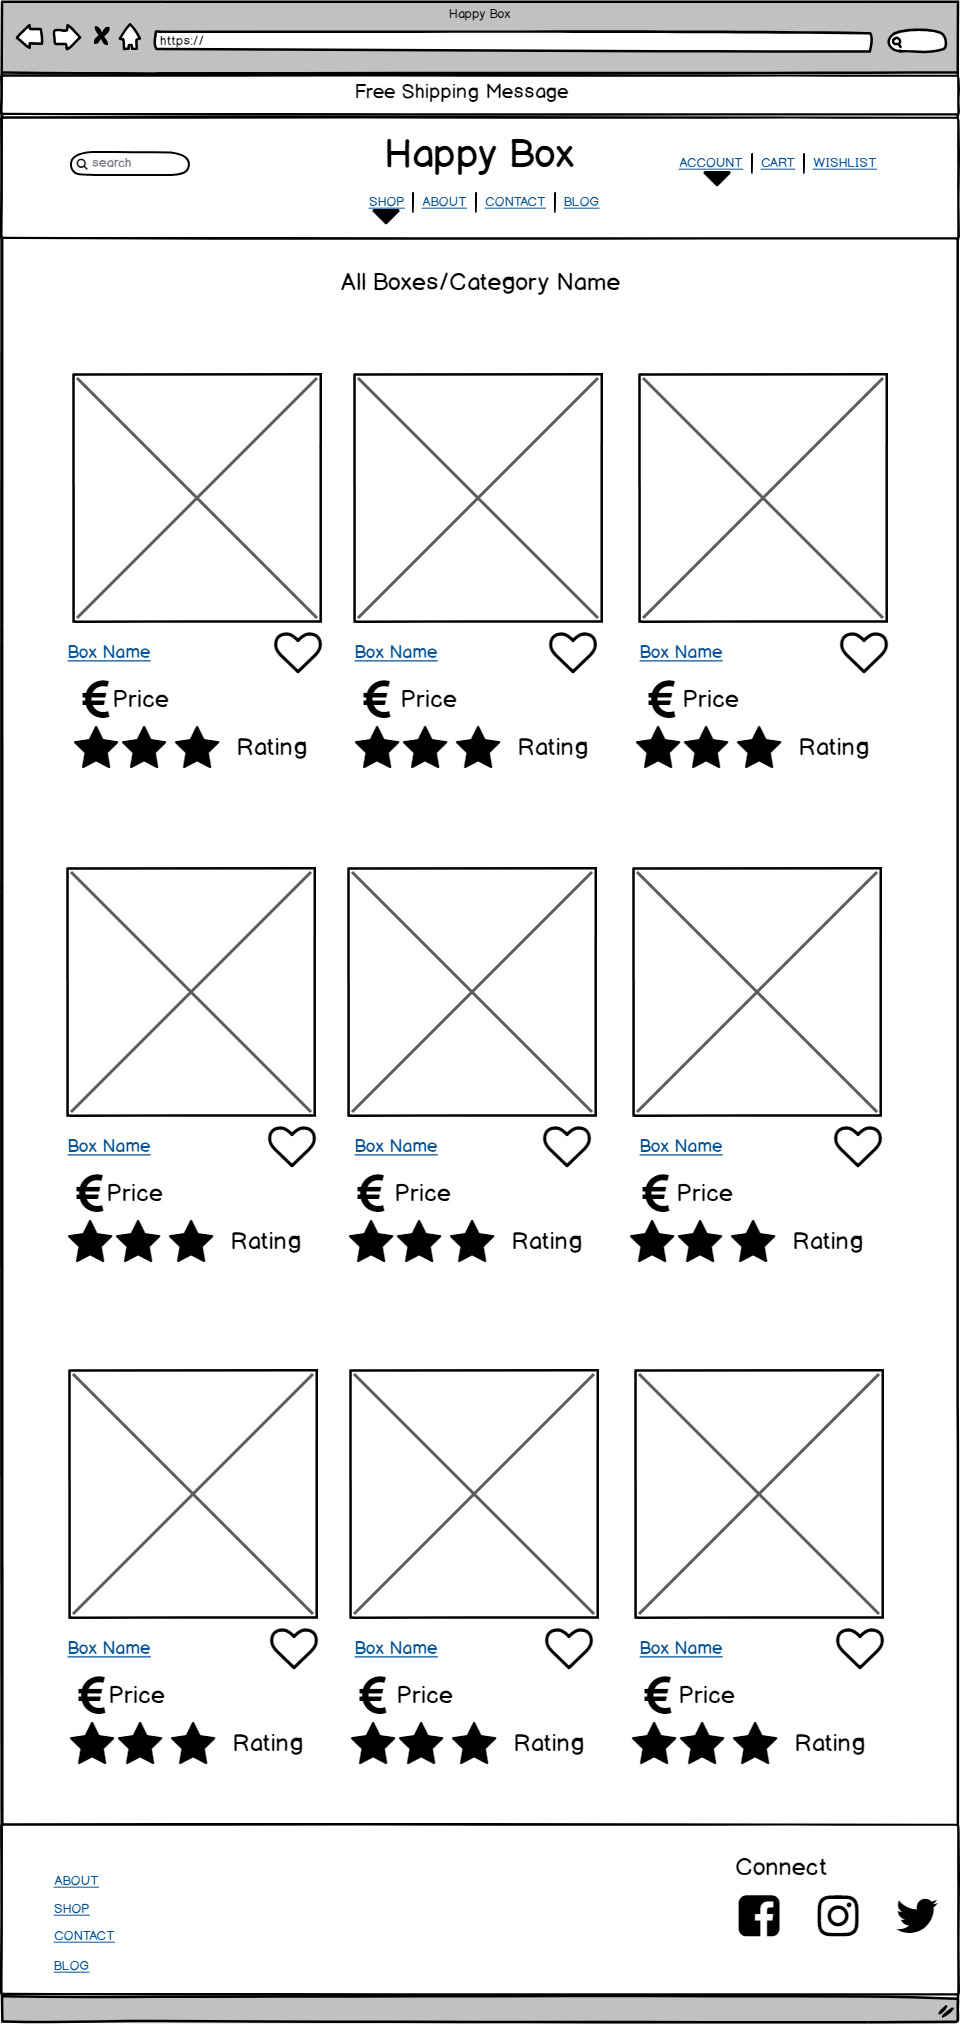 Happy Box
https://
Free Shipping Message
search
Happy Box
ACCOUNT | CART | WISHLIST
SHOP | ABOUT | CONTACT | BLOG
All Boxes/Category Name
Box Name
€ Price
Rating
Box Name
€ Price
Rating
Box Name
€ Price
Rating
Box Name
€ Price
Rating
Box Name
€ Price
Rating
Box Name
€ Price
Rating
Box Name
€ Price
Rating
Box Name
€ Price
Rating
Box Name
€ Price
Rating
ABOUT
SHOP
CONTACT
BLOG
Connect